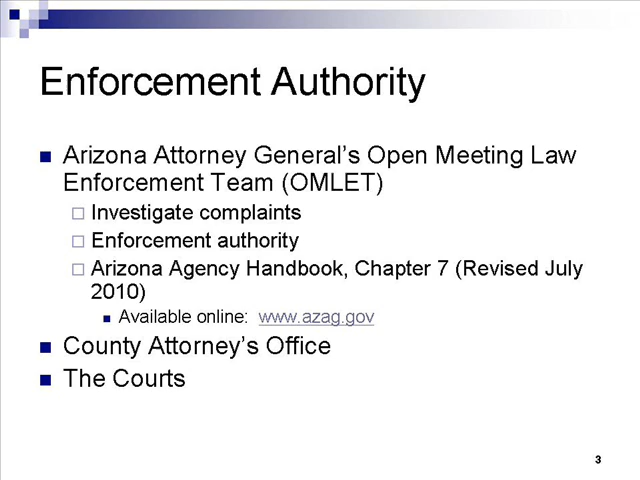 Enforcement Authority
Arizona Attorney General's Open Meeting Law
Enforcement Team (OMLET)
Investigate complaints
Enforcement authority
Arizona Agency Handbook, Chapter 7 (Revised July
2010)
Available online:  www.azag.gov
County Attorney's Office
The Courts
3